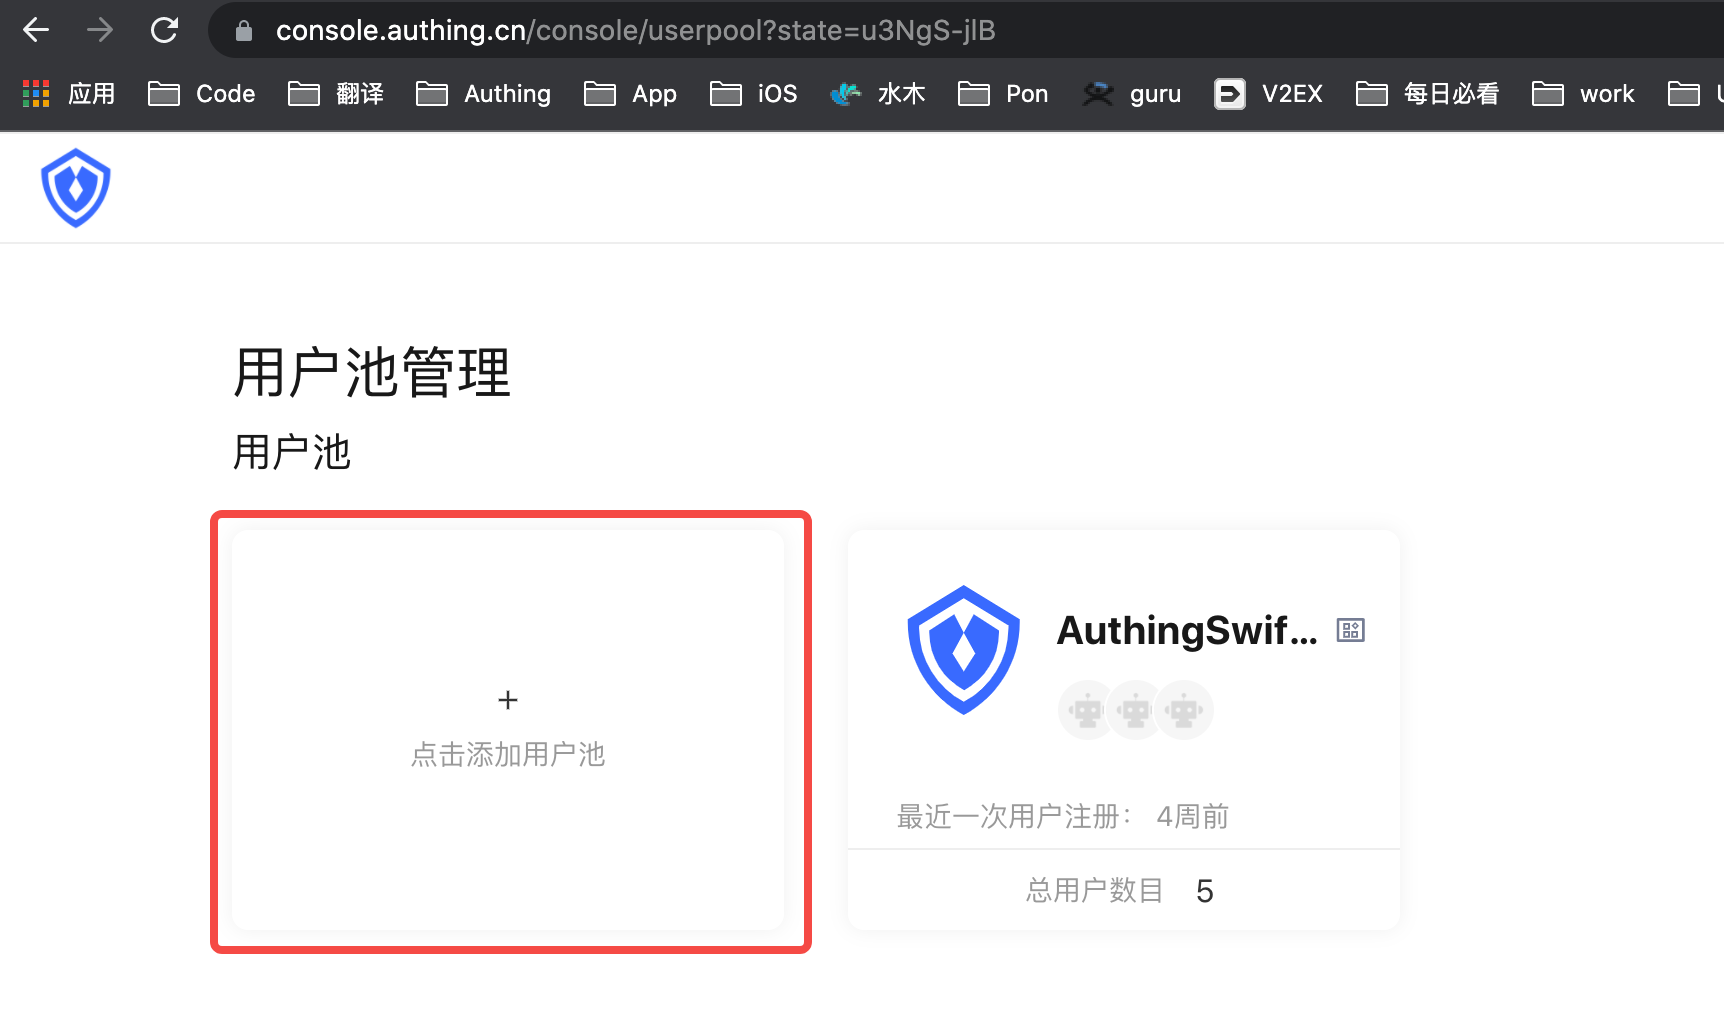 console.authing.cn/console/userpool?state=u3NgS-jlB
应用 Code 翻译 Authing App iOS 水木 Pon guru V2EX 每日必看 work
用户池管理
用户池
+
点击添加用户池
AuthingSwif...
最近一次用户注册： 4周前
总用户数目 5